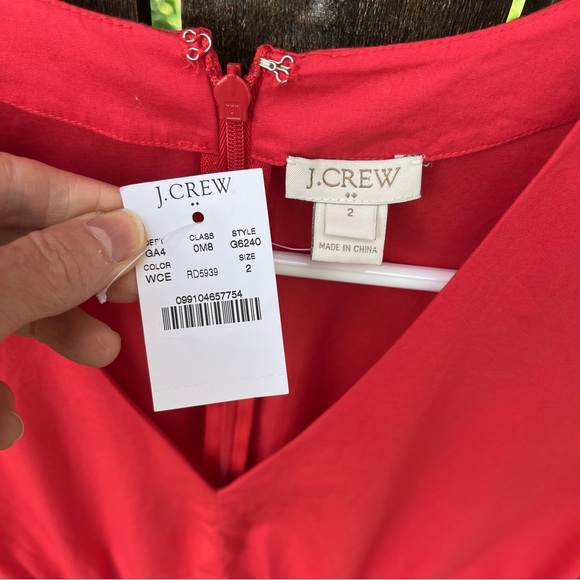 J.CREW
DEPT CLASS STYLE
GA4 0M8 G6240
COLOR SIZE
WCE RD5939 2
099104657754
J.CREW
2
MADE IN CHINA